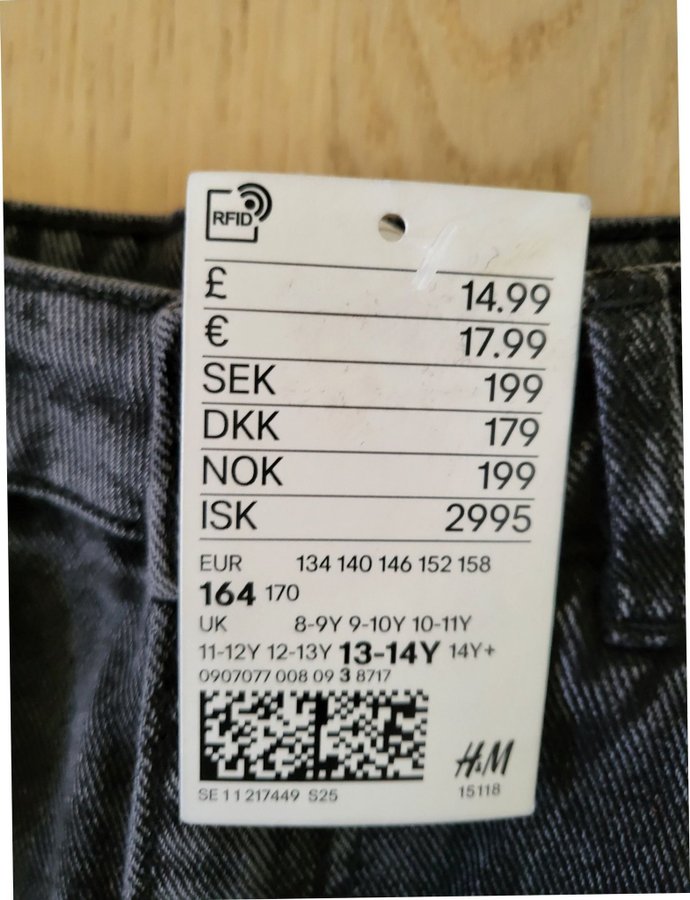 RFID
£ 14.99
€ 17.99
SEK 199
DKK 179
NOK 199
ISK 2995
EUR 134 140 146 152 158
164 170
UK 8-9Y 9-10Y 10-11Y
11-12Y 12-13Y 13-14Y 14Y+
0907077 008 09 3 8717
H&M
SE 11 217449 S25 15118